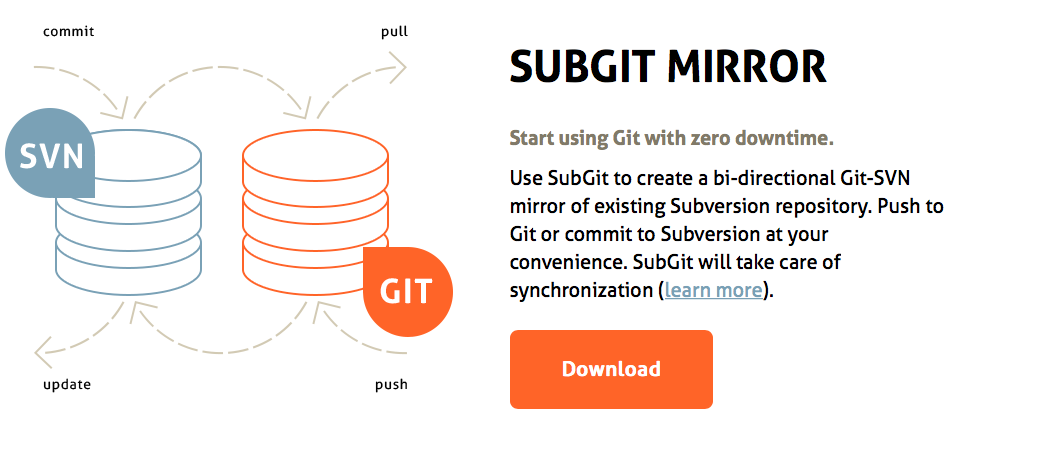 commit
pull
SVN
GIT
update
push
SUBGIT MIRROR
Start using Git with zero downtime.
Use SubGit to create a bi-directional Git-SVN
mirror of existing Subversion repository. Push to
Git or commit to Subversion at your
convenience. SubGit will take care of
synchronization (learn more).
Download